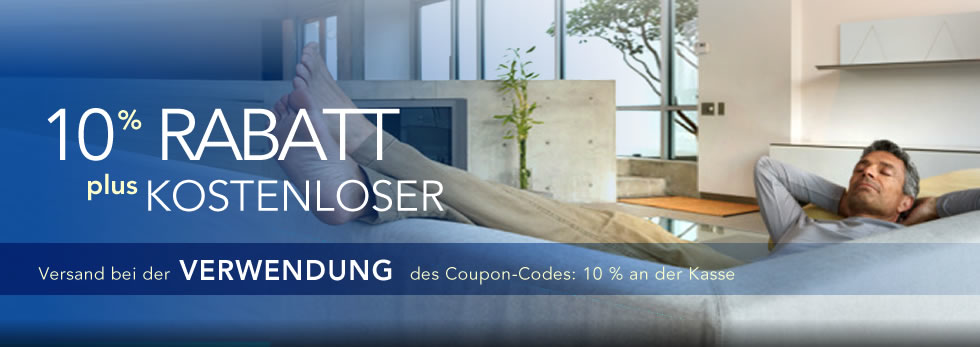 10% RABATT
plus KOSTENLOSER
Versand bei der VERWENDUNG des Coupon-Codes: 10 % an der Kasse